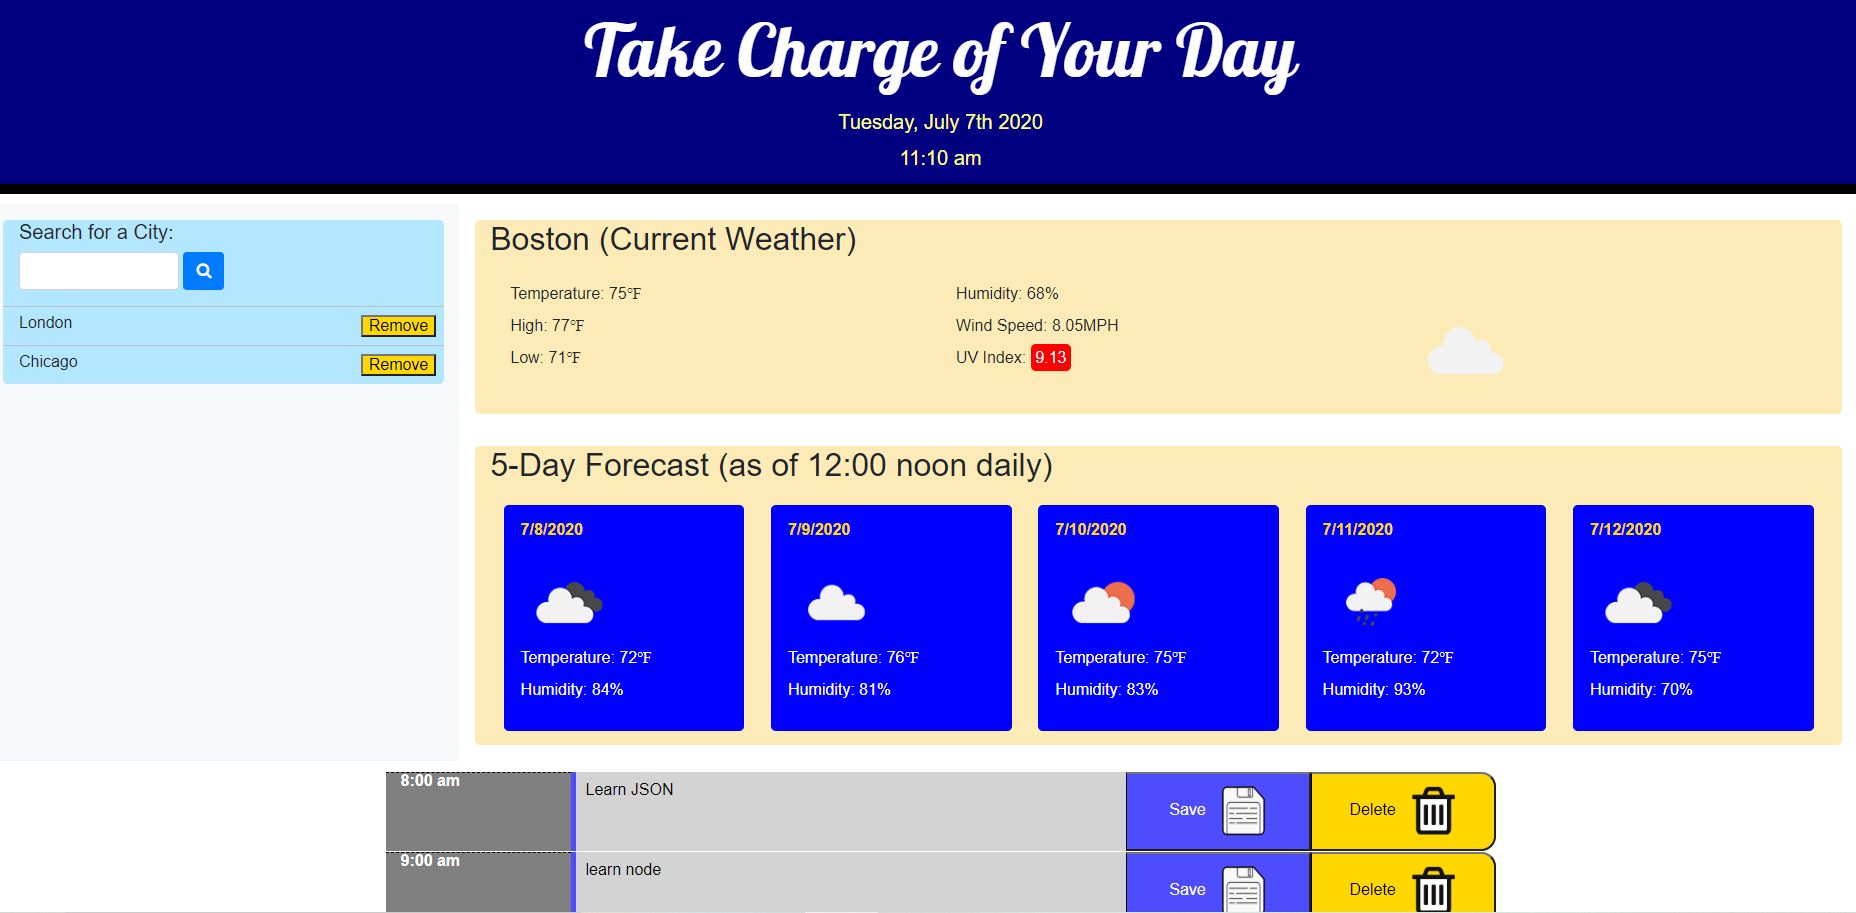 Take Charge of Your Day
Tuesday, July 7th 2020
11:10 am
Search for a City:
London Remove
Chicago Remove
Boston (Current Weather)
Temperature: 75℉ Humidity: 68%
High: 77℉ Wind Speed: 8.05MPH
Low: 71℉ UV Index: 9.13
5-Day Forecast (as of 12:00 noon daily)
7/8/2020
Temperature: 72℉
Humidity: 84%
7/9/2020
Temperature: 76℉
Humidity: 81%
7/10/2020
Temperature: 75℉
Humidity: 83%
7/11/2020
Temperature: 72℉
Humidity: 93%
7/12/2020
Temperature: 75℉
Humidity: 70%
8:00 am Learn JSON Save Delete
9:00 am learn node Save Delete